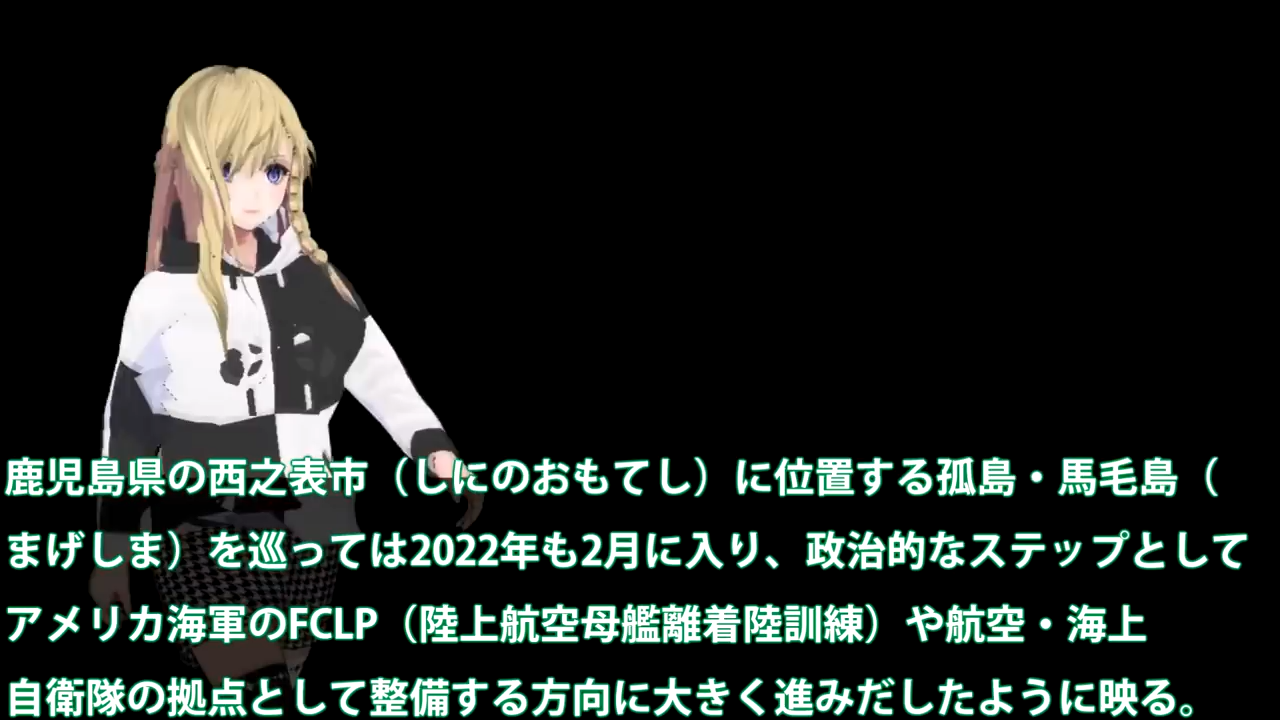 鹿児島県の西之表市（しにのおもてし）に位置する孤島・馬毛島（
まげしま）を巡っては2022年も2月に入り、政治的なステップとして
アメリカ海軍のFCLP（陸上航空母艦離着陸訓練）や航空・海上
自衛隊の拠点として整備する方向に大きく進みだしたように映る。